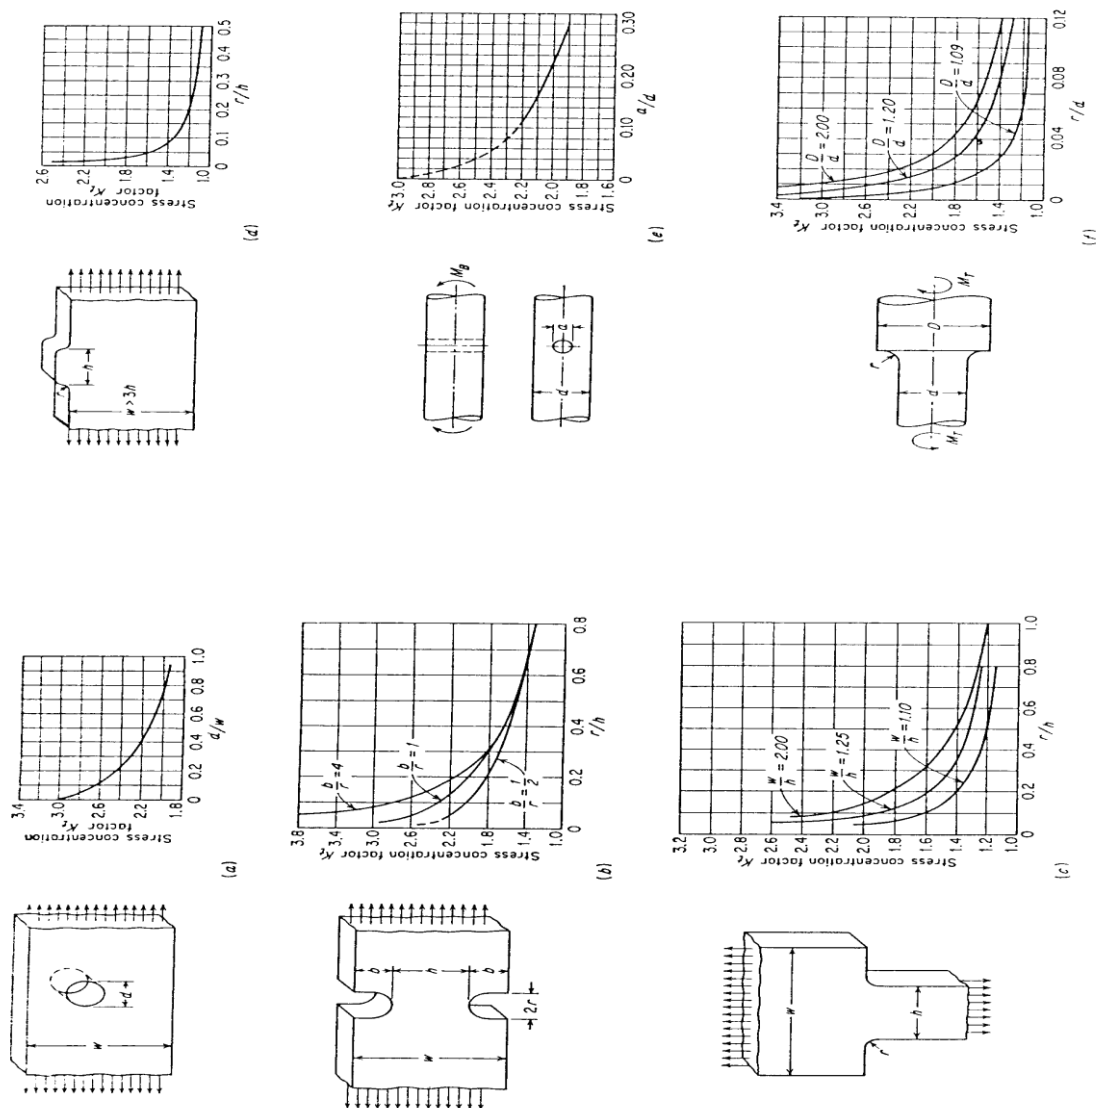 w
d
Stress concentration
factor K_t
3.4
3.0
2.6
2.2
1.8
0 0.2 0.4 0.6 0.8 1.0
d/w
(a)
w
b
h
b
2r
Stress concentration factor K_t
3.8
3.4
3.0
2.6
2.2
1.8
1.4
1.0
b/r = 4
b/r = 1
b/r = 1/2
0 0.2 0.4 0.6 0.8
r/h
(b)
w
h
r
Stress concentration factor K_t
3.2
3.0
2.8
2.6
2.4
2.2
2.0
1.8
1.6
1.4
1.2
1.0
w/h = 2.00
w/h = 1.25
w/h = 1.10
0 0.2 0.4 0.6 0.8 1.0
r/h
(c)
r
h
w > 3h
Stress concentration
factor K_t
2.6
2.2
1.8
1.4
1.0
0 0.1 0.2 0.3 0.4 0.5
r/h
(d)
M_B
d
a
Stress concentration factor K_t
3.0
2.8
2.6
2.4
2.2
2.0
1.8
1.6
0 0.10 0.20 0.30
a/d
(e)
M_T
r
d
D
M_T
Stress concentration factor K_t
3.4
3.0
2.6
2.2
1.8
1.4
1.0
D/d = 2.00
D/d = 1.20
D/d = 1.09
0 0.04 0.08 0.12
r/d
(f)